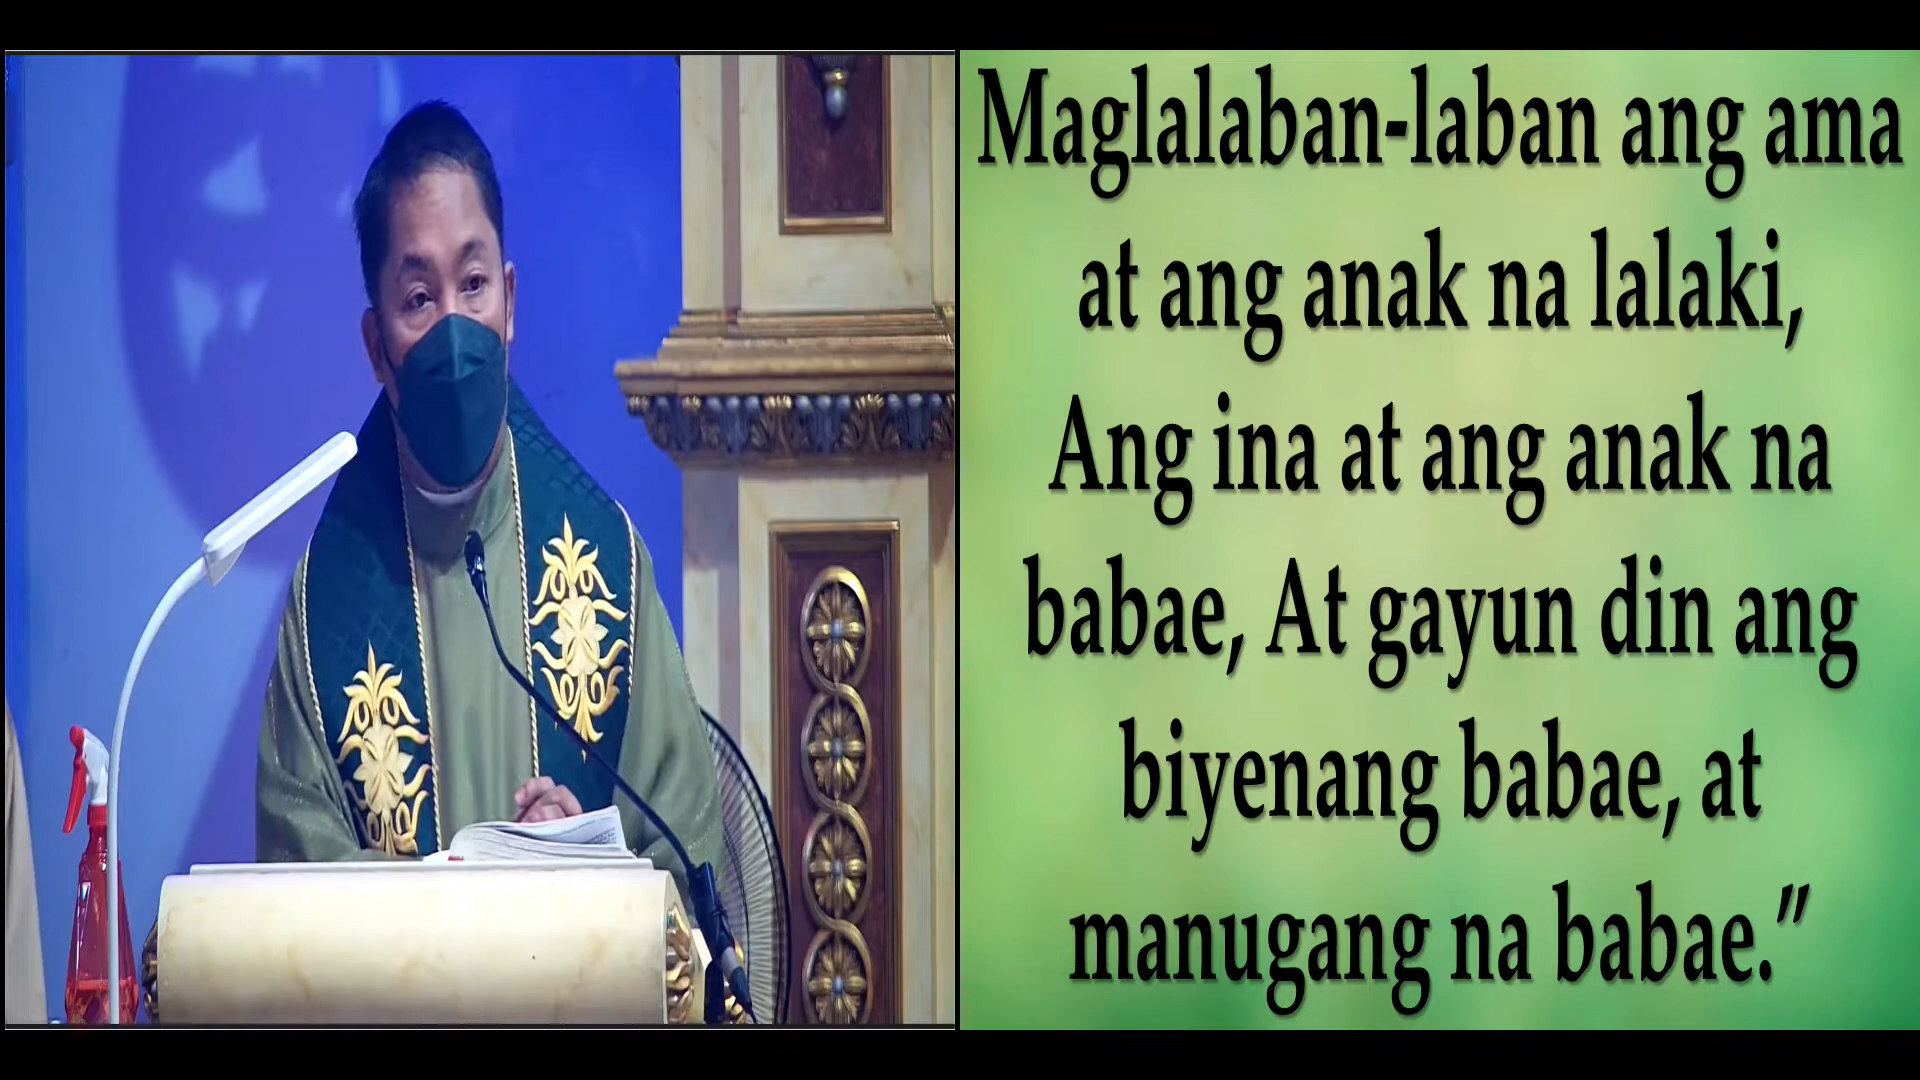 Maglalaban-laban ang ama
at ang anak na lalaki,
Ang ina at ang anak na
babae, At gayun din ang
biyenang babae, at
manugang na babae.”